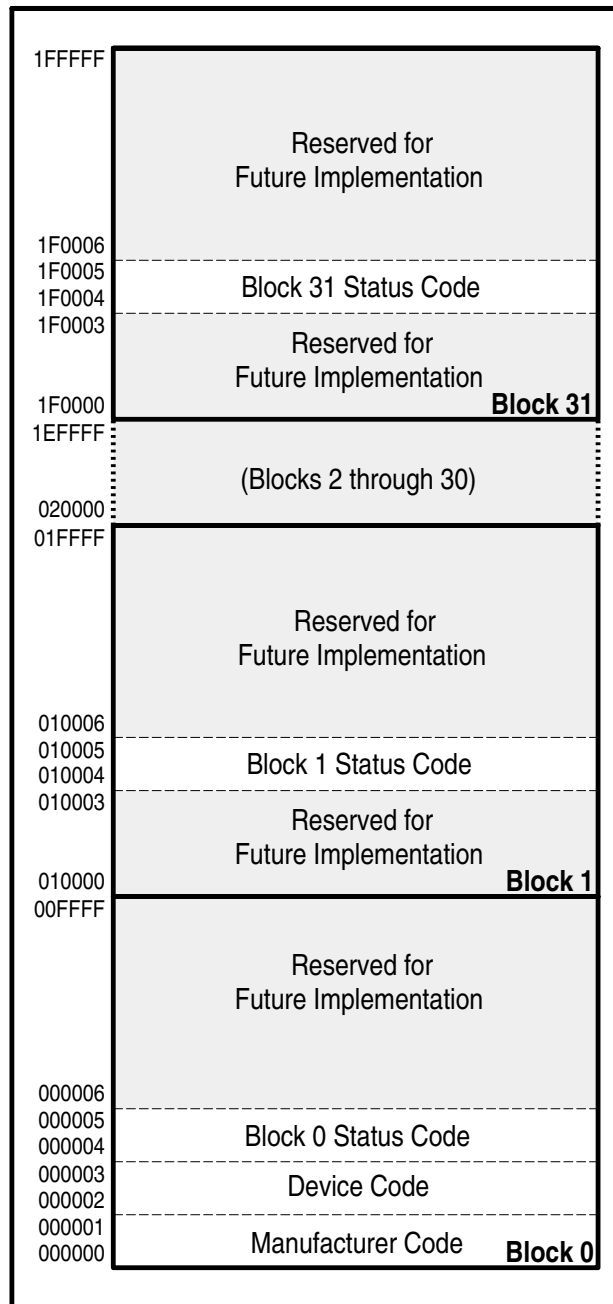 1FFFFF
Reserved for
Future Implementation
1F0006
1F0005
Block 31 Status Code
1F0004
1F0003
Reserved for
Future Implementation
1F0000
Block 31
1EFFFF
(Blocks 2 through 30)
020000
01FFFF
Reserved for
Future Implementation
010006
010005
Block 1 Status Code
010004
010003
Reserved for
Future Implementation
010000
Block 1
00FFFF
Reserved for
Future Implementation
000006
000005
Block 0 Status Code
000004
000003
Device Code
000002
000001
Manufacturer Code
000000
Block 0